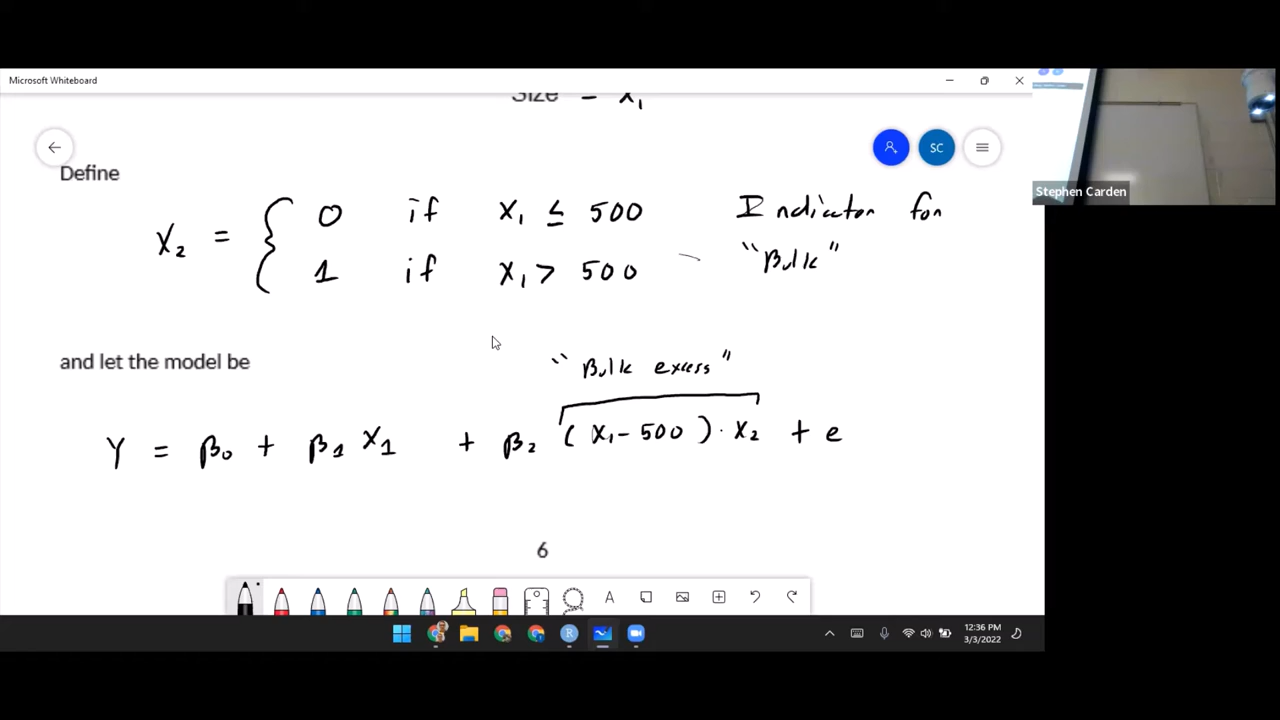 Microsoft Whiteboard
Size = X₁
Define
SC
X₂ = { 0 if X₁ ≤ 500
1 if X₁ > 500
Indicator for
"Bulk"
Stephen Carden
and let the model be
"Bulk excess"
Y = β₀ + β₁ X₁ + β₂ (X₁ - 500) · X₂ + e
6
A
12:36 PM
3/3/2022